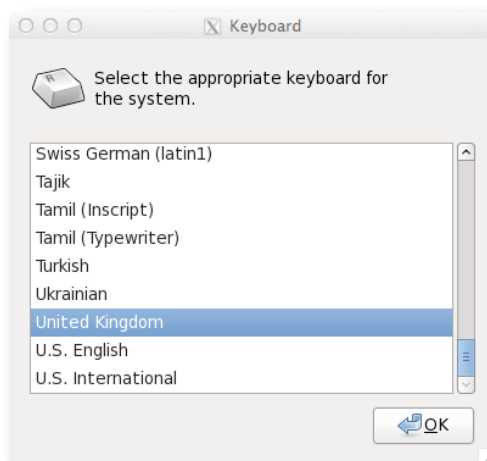 Keyboard
Select the appropriate keyboard for
the system.
Swiss German (latin1)
Tajik
Tamil (Inscript)
Tamil (Typewriter)
Turkish
Ukrainian
United Kingdom
U.S. English
U.S. International
OK